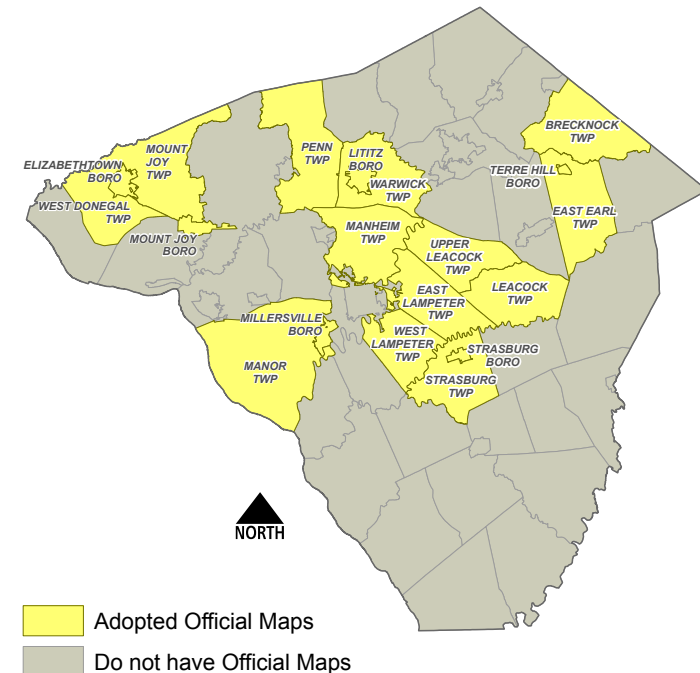 BRECKNOCK
TWP
ELIZABETHTOWN
BORO
MOUNT
JOY
TWP
PENN
TWP
LITITZ
BORO
WARWICK
TWP
TERRE HILL
BORO
WEST DONEGAL
TWP
EAST EARL
TWP
MOUNT JOY
BORO
MANHEIM
TWP
UPPER
LEACOCK
TWP
LEACOCK
TWP
EAST
LAMPETER
TWP
MILLERSVILLE
BORO
WEST
LAMPETER
TWP
STRASBURG
BORO
MANOR
TWP
STRASBURG
TWP
NORTH
Adopted Official Maps
Do not have Official Maps